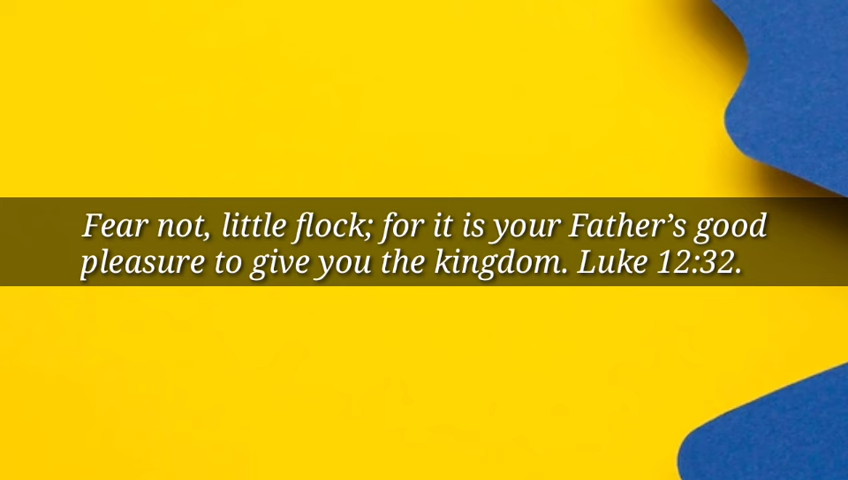 Fear not, little flock; for it is your Father’s good
pleasure to give you the kingdom. Luke 12:32.